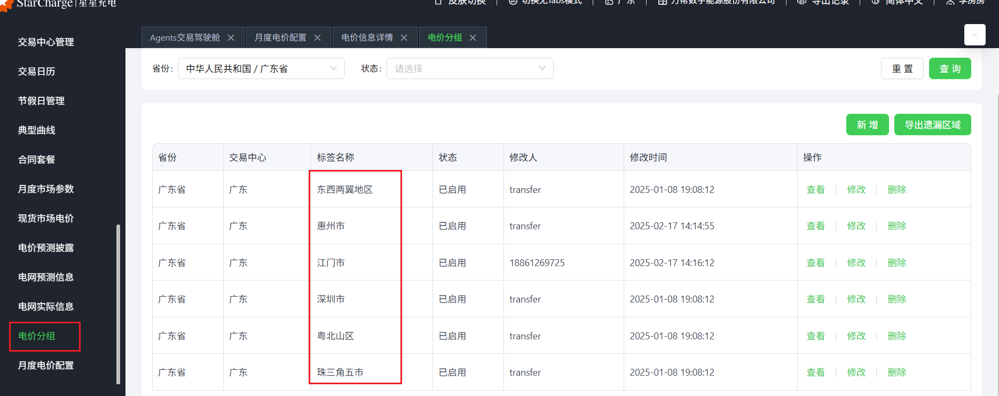 StarCharge | 星星充电
皮肤切换 | 切换无Tabs模式 | 广东 | 万帮数字能源股份有限公司 | 导出记录 | 简体中文 | 李房房
Agents交易驾驶舱 月度电价配置 电价信息详情 电价分组
交易中心管理
交易日历
节假日管理
典型曲线
合同套餐
月度市场参数
现货市场电价
电价预测披露
电网预测信息
电网实际信息
电价分组
月度电价配置
省份: 中华人民共和国 / 广东省 状态: 请选择 重置 查询
新增 导出遗漏区域
省份 交易中心 标签名称 状态 修改人 修改时间 操作
广东省 广东 东西两翼地区 已启用 transfer 2025-01-08 19:08:12 查看 | 修改 | 删除
广东省 广东 惠州市 已启用 transfer 2025-02-17 14:14:55 查看 | 修改 | 删除
广东省 广东 江门市 已启用 18861269725 2025-02-17 14:16:12 查看 | 修改 | 删除
广东省 广东 深圳市 已启用 transfer 2025-01-08 19:08:12 查看 | 修改 | 删除
广东省 广东 粤北山区 已启用 transfer 2025-01-08 19:08:12 查看 | 修改 | 删除
广东省 广东 珠三角五市 已启用 transfer 2025-01-08 19:08:12 查看 | 修改 | 删除